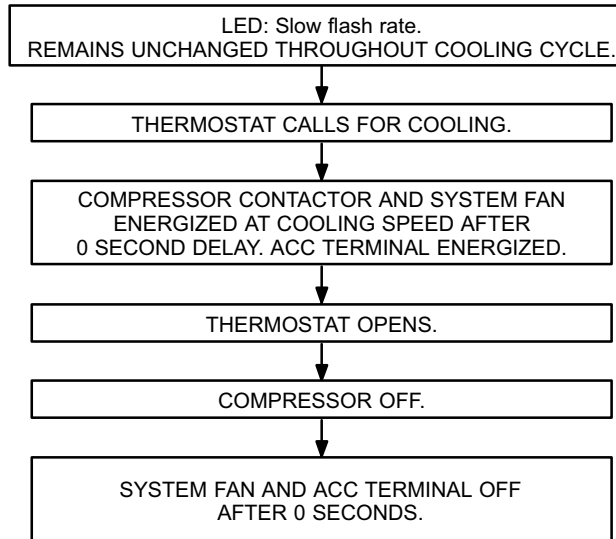 LED: Slow flash rate.
REMAINS UNCHANGED THROUGHOUT COOLING CYCLE.
THERMOSTAT CALLS FOR COOLING.
COMPRESSOR CONTACTOR AND SYSTEM FAN
ENERGIZED AT COOLING SPEED AFTER
0 SECOND DELAY. ACC TERMINAL ENERGIZED.
THERMOSTAT OPENS.
COMPRESSOR OFF.
SYSTEM FAN AND ACC TERMINAL OFF
AFTER 0 SECONDS.